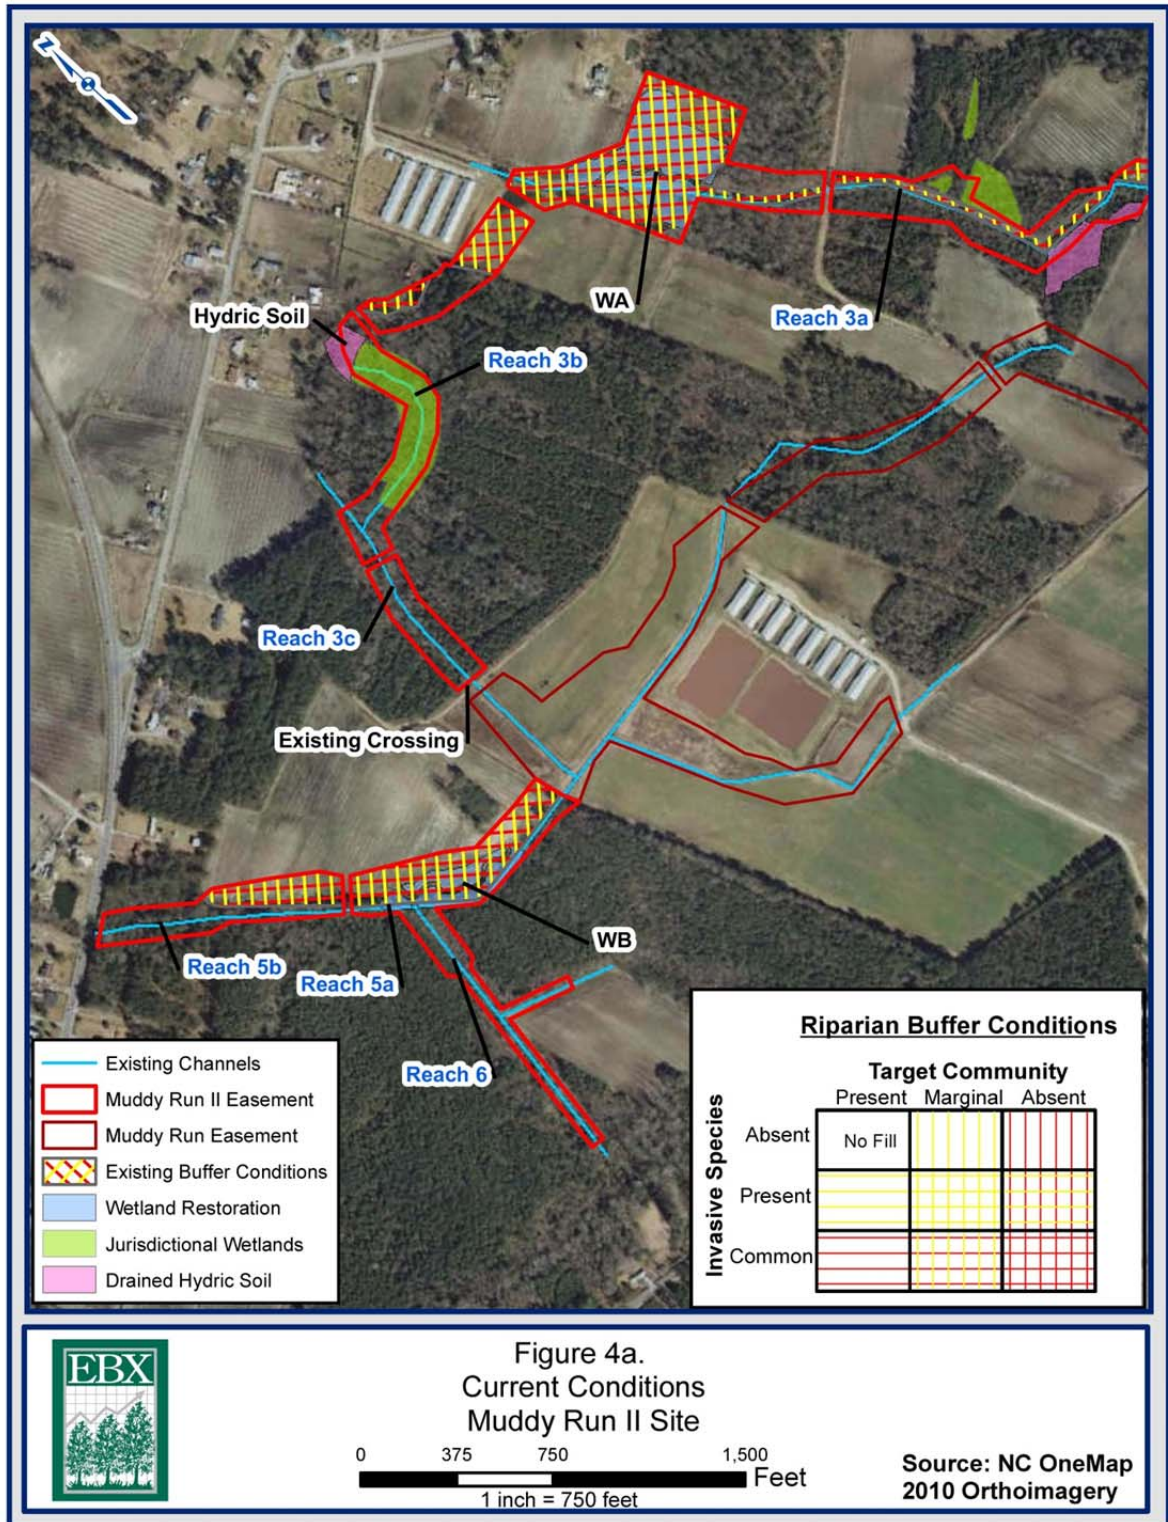 Z
WA
Hydric Soil
Reach 3a
Reach 3b
Reach 3c
Existing Crossing
WB
Reach 5b
Reach 5a
Reach 6
Existing Channels
Muddy Run II Easement
Muddy Run Easement
Existing Buffer Conditions
Wetland Restoration
Jurisdictional Wetlands
Drained Hydric Soil
Riparian Buffer Conditions
Target Community
Present Marginal Absent
Invasive Species
Absent
No Fill
Present
Common
EBX
Figure 4a.
Current Conditions
Muddy Run II Site
0 375 750 1,500
Feet
1 inch = 750 feet
Source: NC OneMap
2010 Orthoimagery